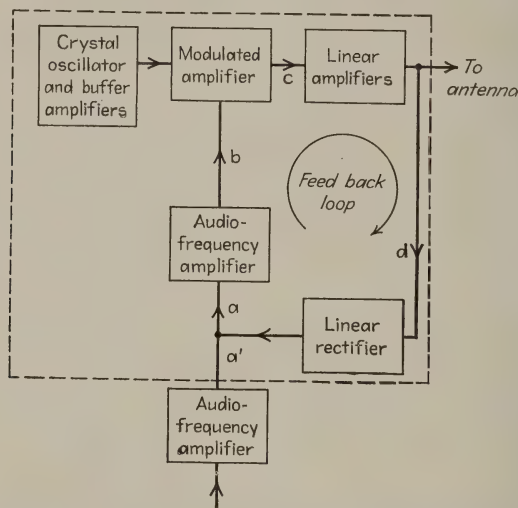 Crystal
oscillator
and buffer
amplifiers
Modulated
amplifier
c
Linear
amplifiers
To
antenna
b
Feed back
loop
Audio-
frequency
amplifier
d
a
Linear
rectifier
a'
Audio-
frequency
amplifier